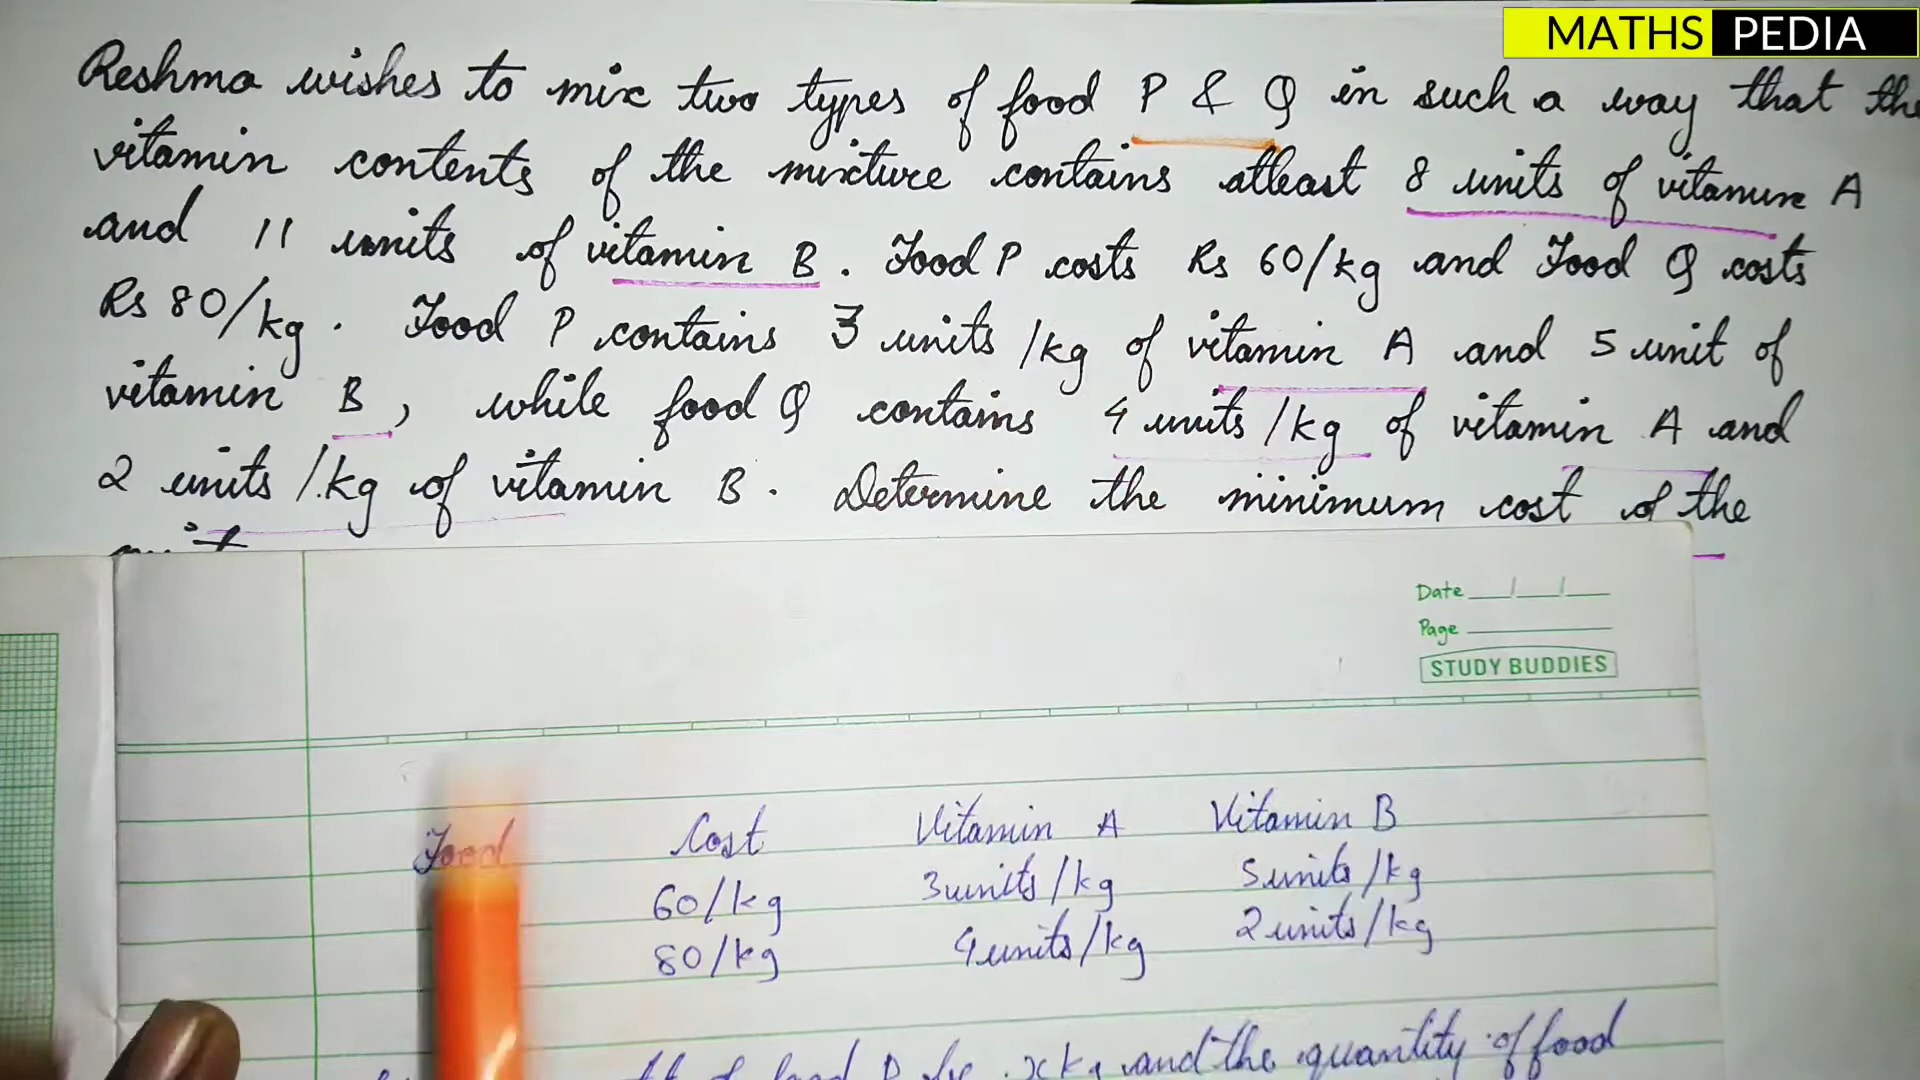 MATHS PEDIA
Reshma wishes to mix two types of food P & Q in such a way that the
vitamin contents of the mixture contains atleast 8 units of vitamin A
and 11 units of vitamin B. Food P costs Rs 60/kg and Food Q costs
Rs 80/kg. Food P contains 3 units /kg of vitamin A and 5 unit of
vitamin B, while food Q contains 4 units /kg of vitamin A and
2 units /.kg of vitamin B. Determine the minimum cost of the
Date
Page
STUDY BUDDIES
Food Cost Vitamin A Vitamin B
60/kg 3units/kg 5units/kg
80/kg 4units/kg 2units/kg
food P be x kg and the quantity of food